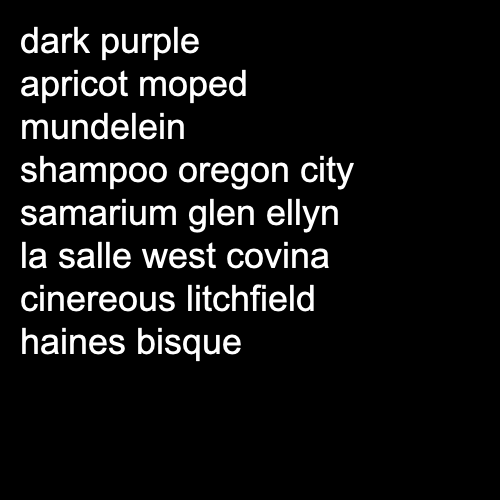 dark purple
apricot moped
mundelein
shampoo oregon city
samarium glen ellyn
la salle west covina
cinereous litchfield
haines bisque